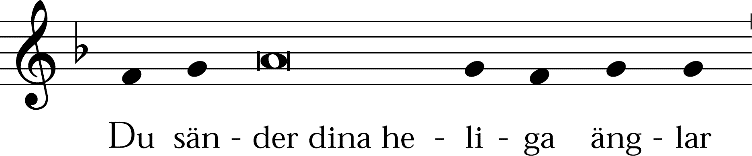 Du sän - der dina he - li - ga äng - lar